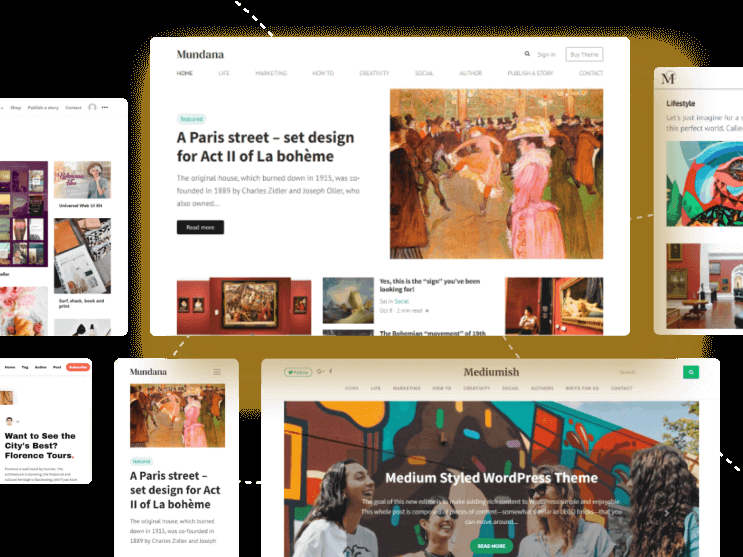 Mundana
Sign in
Buy Theme
HOME LIFE MARKETING HOW TO CREATIVITY SOCIAL AUTHOR PUBLISH A STORY CONTACT
featured
A Paris street – set design
for Act II of La bohème
The original house, which burned down in 1915, was co-
founded in 1889 by Charles Zidler and Joseph Oller, who
also owned...
Read more
Yes, this is the “sign” you've been
looking for!
Sal in Social
Oct 8 · 2 min read
The Bohemian “movement” of 19th
Shop Publish a story Contact
Universal Web UI Kit
Surf, shack, book and
print
M
Lifestyle
Let's just imagine for a
this perfect world. Calle
Home Tag Author Post Subscribe
Want to See the
City's Best?
Florence Tours.
Mundana
featured
A Paris street –
set design for Act
II of La bohème
The original house, which burned
down in 1915, was co-founded in
1889 by Charles Zidler and Joseph
Follow
G+ f
Mediumish
Search
HOME LIFE MARKETING HOW TO CREATIVITY SOCIAL AUTHORS WRITE FOR US CONTACT
Medium Styled WordPress Theme
The goal of this new editor is to make adding rich content to WordPress simple and enjoyable.
This whole post is composed of pieces of content—somewhat similar to LEGO bricks—that you
can move around...
READ MORE